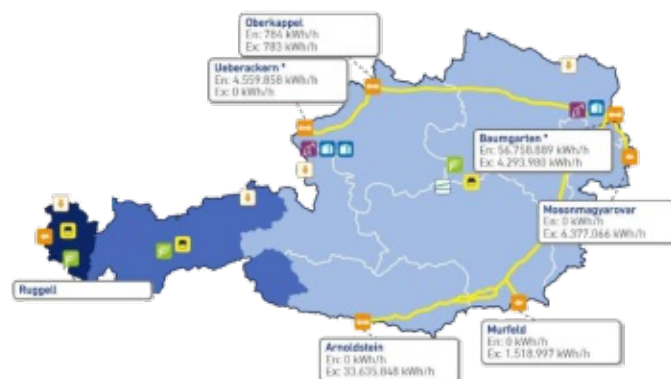 Oberkappel
En: 784 kWh/h
Ex: 783 kWh/h
Ueberackern *
En: 4.559.858 kWh/h
Ex: 0 kWh/h
Baumgarten *
En: 56.758.889 kWh/h
Ex: 4.293.980 kWh/h
Mosonmagyarovar
En: 0 kWh/h
Ex: 6.377.066 kWh/h
Ruggell
Murfeld
En: 0 kWh/h
Ex: 1.518.997 kWh/h
Arnoldstein
En: 0 kWh/h
Ex: 33.635.848 kWh/h